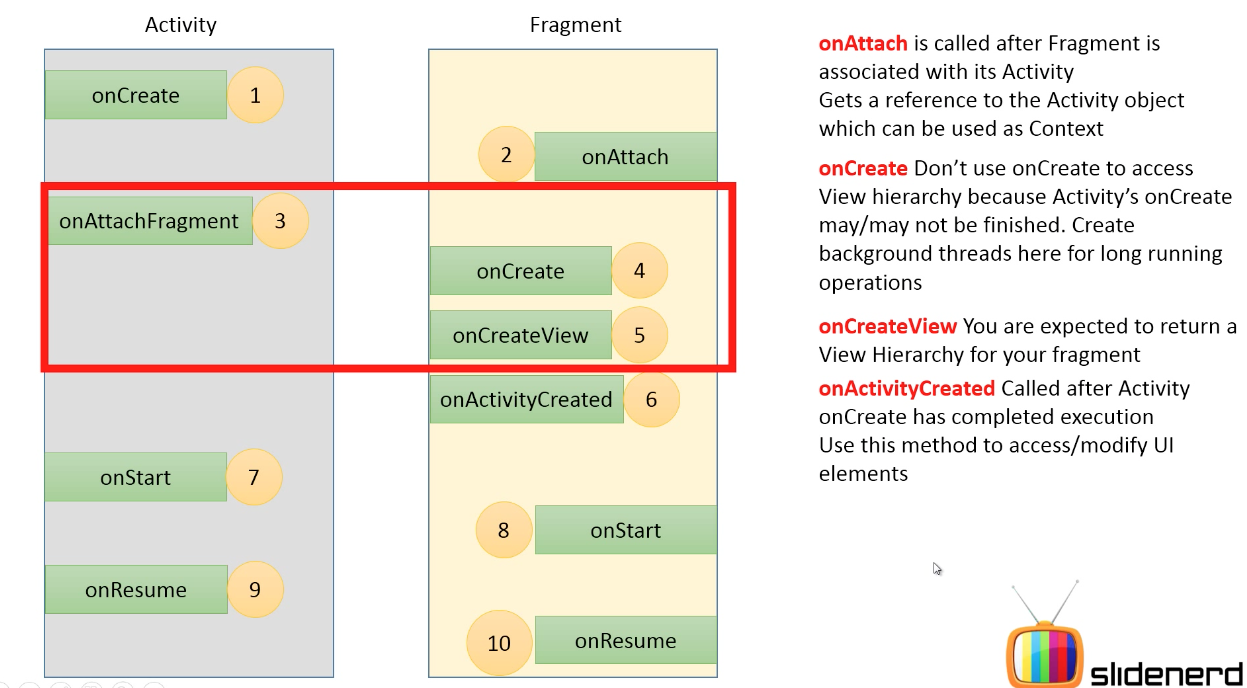 Activity
Fragment
onCreate
1
2
onAttach
onAttachFragment
3
onCreate
4
onCreateView
5
onActivityCreated
6
onStart
7
8
onStart
onResume
9
10
onResume
onAttach is called after Fragment is
associated with its Activity
Gets a reference to the Activity object
which can be used as Context
onCreate Don’t use onCreate to access
View hierarchy because Activity’s onCreate
may/may not be finished. Create
background threads here for long running
operations
onCreateView You are expected to return a
View Hierarchy for your fragment
onActivityCreated Called after Activity
onCreate has completed execution
Use this method to access/modify UI
elements
slidenerd